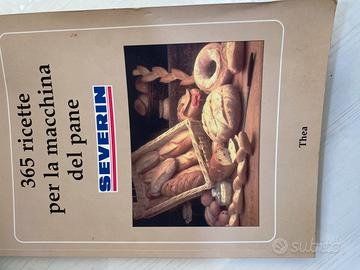 365 ricette
per la macchina
del pane
SEVERIN
Thea
subito